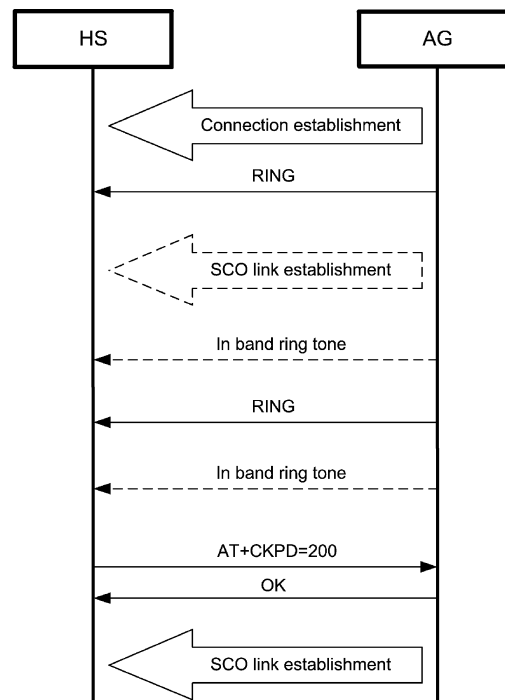 HS
AG
Connection establishment
RING
SCO link establishment
In band ring tone
RING
In band ring tone
AT+CKPD=200
OK
SCO link establishment